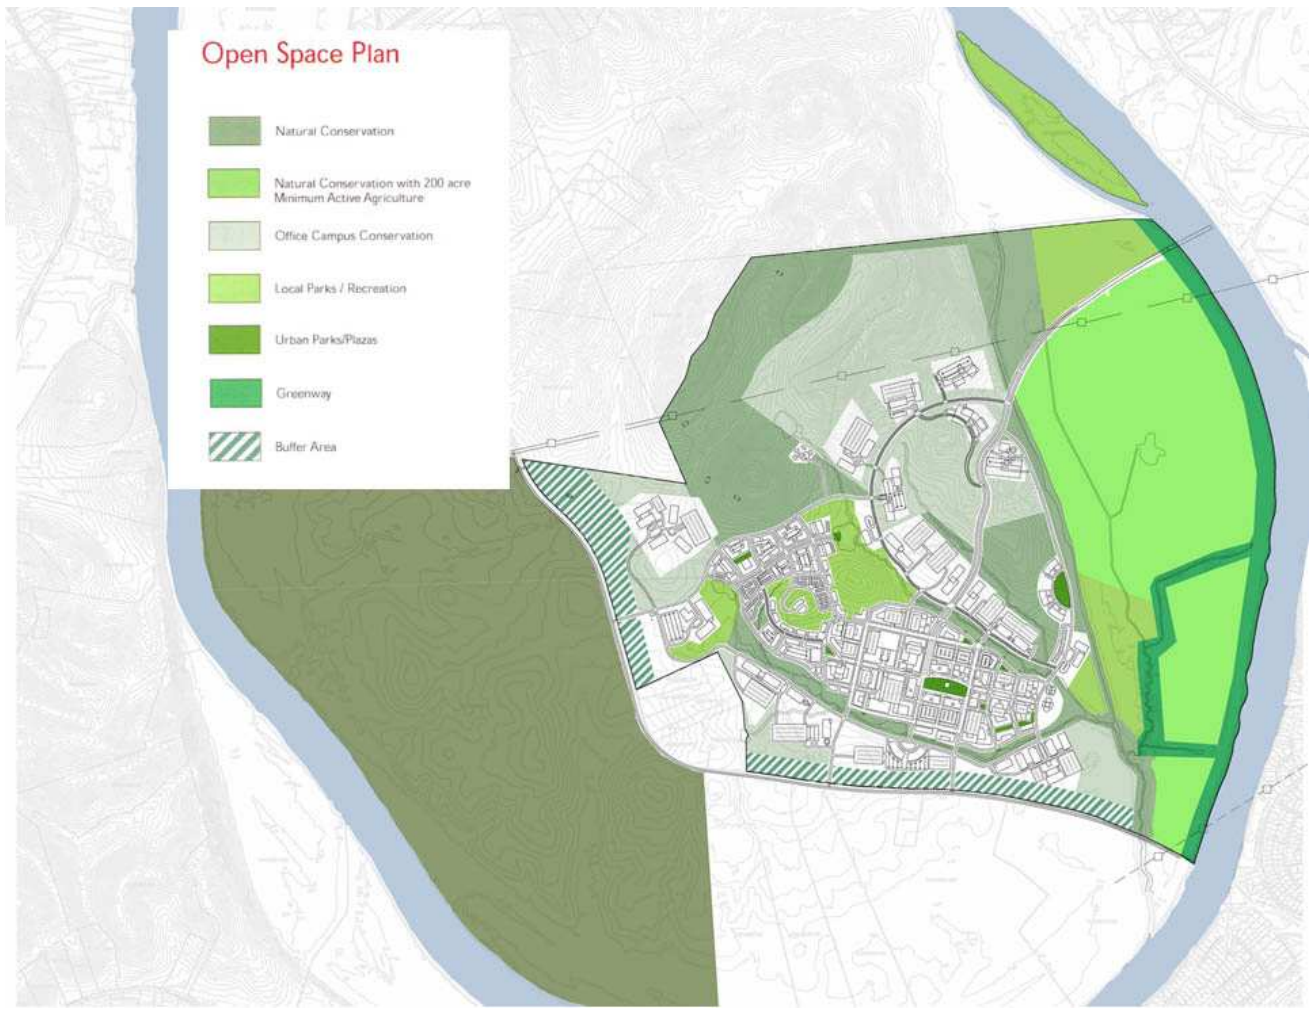 Open Space Plan
Natural Conservation
Natural Conservation with 200 acre
Minimum Active Agriculture
Office Campus Conservation
Local Parks / Recreation
Urban Parks/Plazas
Greenway
Buffer Area